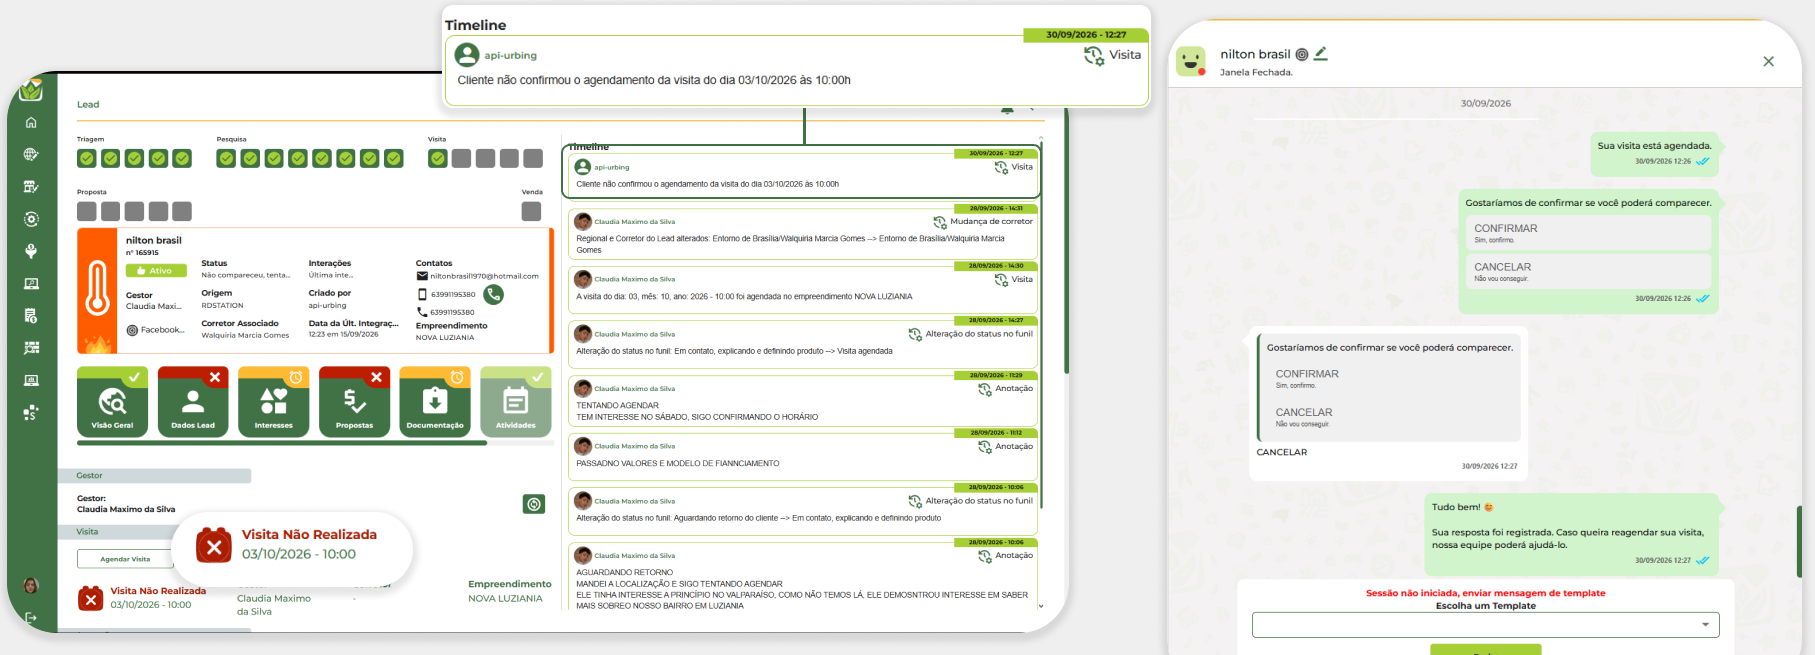 Timeline
30/09/2026 - 12:27
api-urbing
Visita
Cliente não confirmou o agendamento da visita do dia 03/10/2026 às 10:00h
Lead
Triagem
Pesquisa
Visita
Proposta
Venda
nilton brasil
n° 165915
Ativo
Gestor
Claudia Maxi...
Facebook...
Status
Não compareceu, tenta...
Origem
RDSTATION
Corretor Associado
Walquiria Marcia Gomes
Interações
Última inte...
Criado por
api-urbing
Data da Últ. Integraç...
12:23 em 15/09/2026
Contatos
niltonbrasil1970@hotmail.com
63991195380
63991195380
Empreendimento
NOVA LUZIANIA
Visão Geral
Dados Lead
Interesses
Propostas
Documentação
Atividades
Gestor
Gestor:
Claudia Maximo da Silva
Visita
Agendar Visita
Visita Não Realizada
03/10/2026 - 10:00
Visita Não Realizada
03/10/2026 - 10:00
Claudia Maximo
da Silva
-
Empreendimento
NOVA LUZIANIA
Timeline
30/09/2026 - 12:27
api-urbing
Visita
Cliente não confirmou o agendamento da visita do dia 03/10/2026 às 10:00h
28/09/2026 - 14:31
Claudia Maximo da Silva
Mudança de corretor
Regional e Corretor do Lead alterados: Entorno de Brasília/Walquiria Marcia Gomes --> Entorno de Brasília/Walquiria Marcia
Gomes
28/09/2026 - 14:30
Claudia Maximo da Silva
Visita
A visita do dia: 03, mês: 10, ano: 2026 - 10:00 foi agendada no empreendimento NOVA LUZIANIA
28/09/2026 - 14:27
Claudia Maximo da Silva
Alteração do status no funil
Alteração do status no funil: Em contato, explicando e definindo produto --> Visita agendada
28/09/2026 - 11:29
Claudia Maximo da Silva
Anotação
TENTANDO AGENDAR
TEM INTERESSE NO SÁBADO, SIGO CONFIRMANDO O HORÁRIO
28/09/2026 - 11:12
Claudia Maximo da Silva
Anotação
PASSADNO VALORES E MODELO DE FIANNCIAMENTO
28/09/2026 - 10:06
Claudia Maximo da Silva
Alteração do status no funil
Alteração do status no funil: Aguardando retorno do cliente --> Em contato, explicando e definindo produto
28/09/2026 - 10:06
Claudia Maximo da Silva
Anotação
AGUARDANDO RETORNO
MANDEI A LOCALIZAÇÃO E SIGO TENTANDO AGENDAR
ELE TINHA INTERESSE A PRINCÍPIO NO VALPARAÍSO, COMO NÃO TEMOS LÁ, ELE DEMOSNTROU INTERESSE EM SABER
MAIS SOBREO NOSSO BAIRRO EM LUZIANIA
nilton brasil
Janela Fechada.
30/09/2026
Sua visita está agendada.
30/09/2026 12:26
Gostaríamos de confirmar se você poderá comparecer.
CONFIRMAR
Sim, confirmo.
CANCELAR
Não vou conseguir.
30/09/2026 12:26
Gostaríamos de confirmar se você poderá comparecer.
CONFIRMAR
Sim, confirmo.
CANCELAR
Não vou conseguir.
CANCELAR
30/09/2026 12:27
Tudo bem! 😊
Sua resposta foi registrada. Caso queira reagendar sua visita,
nossa equipe poderá ajudá-lo.
30/09/2026 12:27
Sessão não iniciada, enviar mensagem de template
Escolha um Template